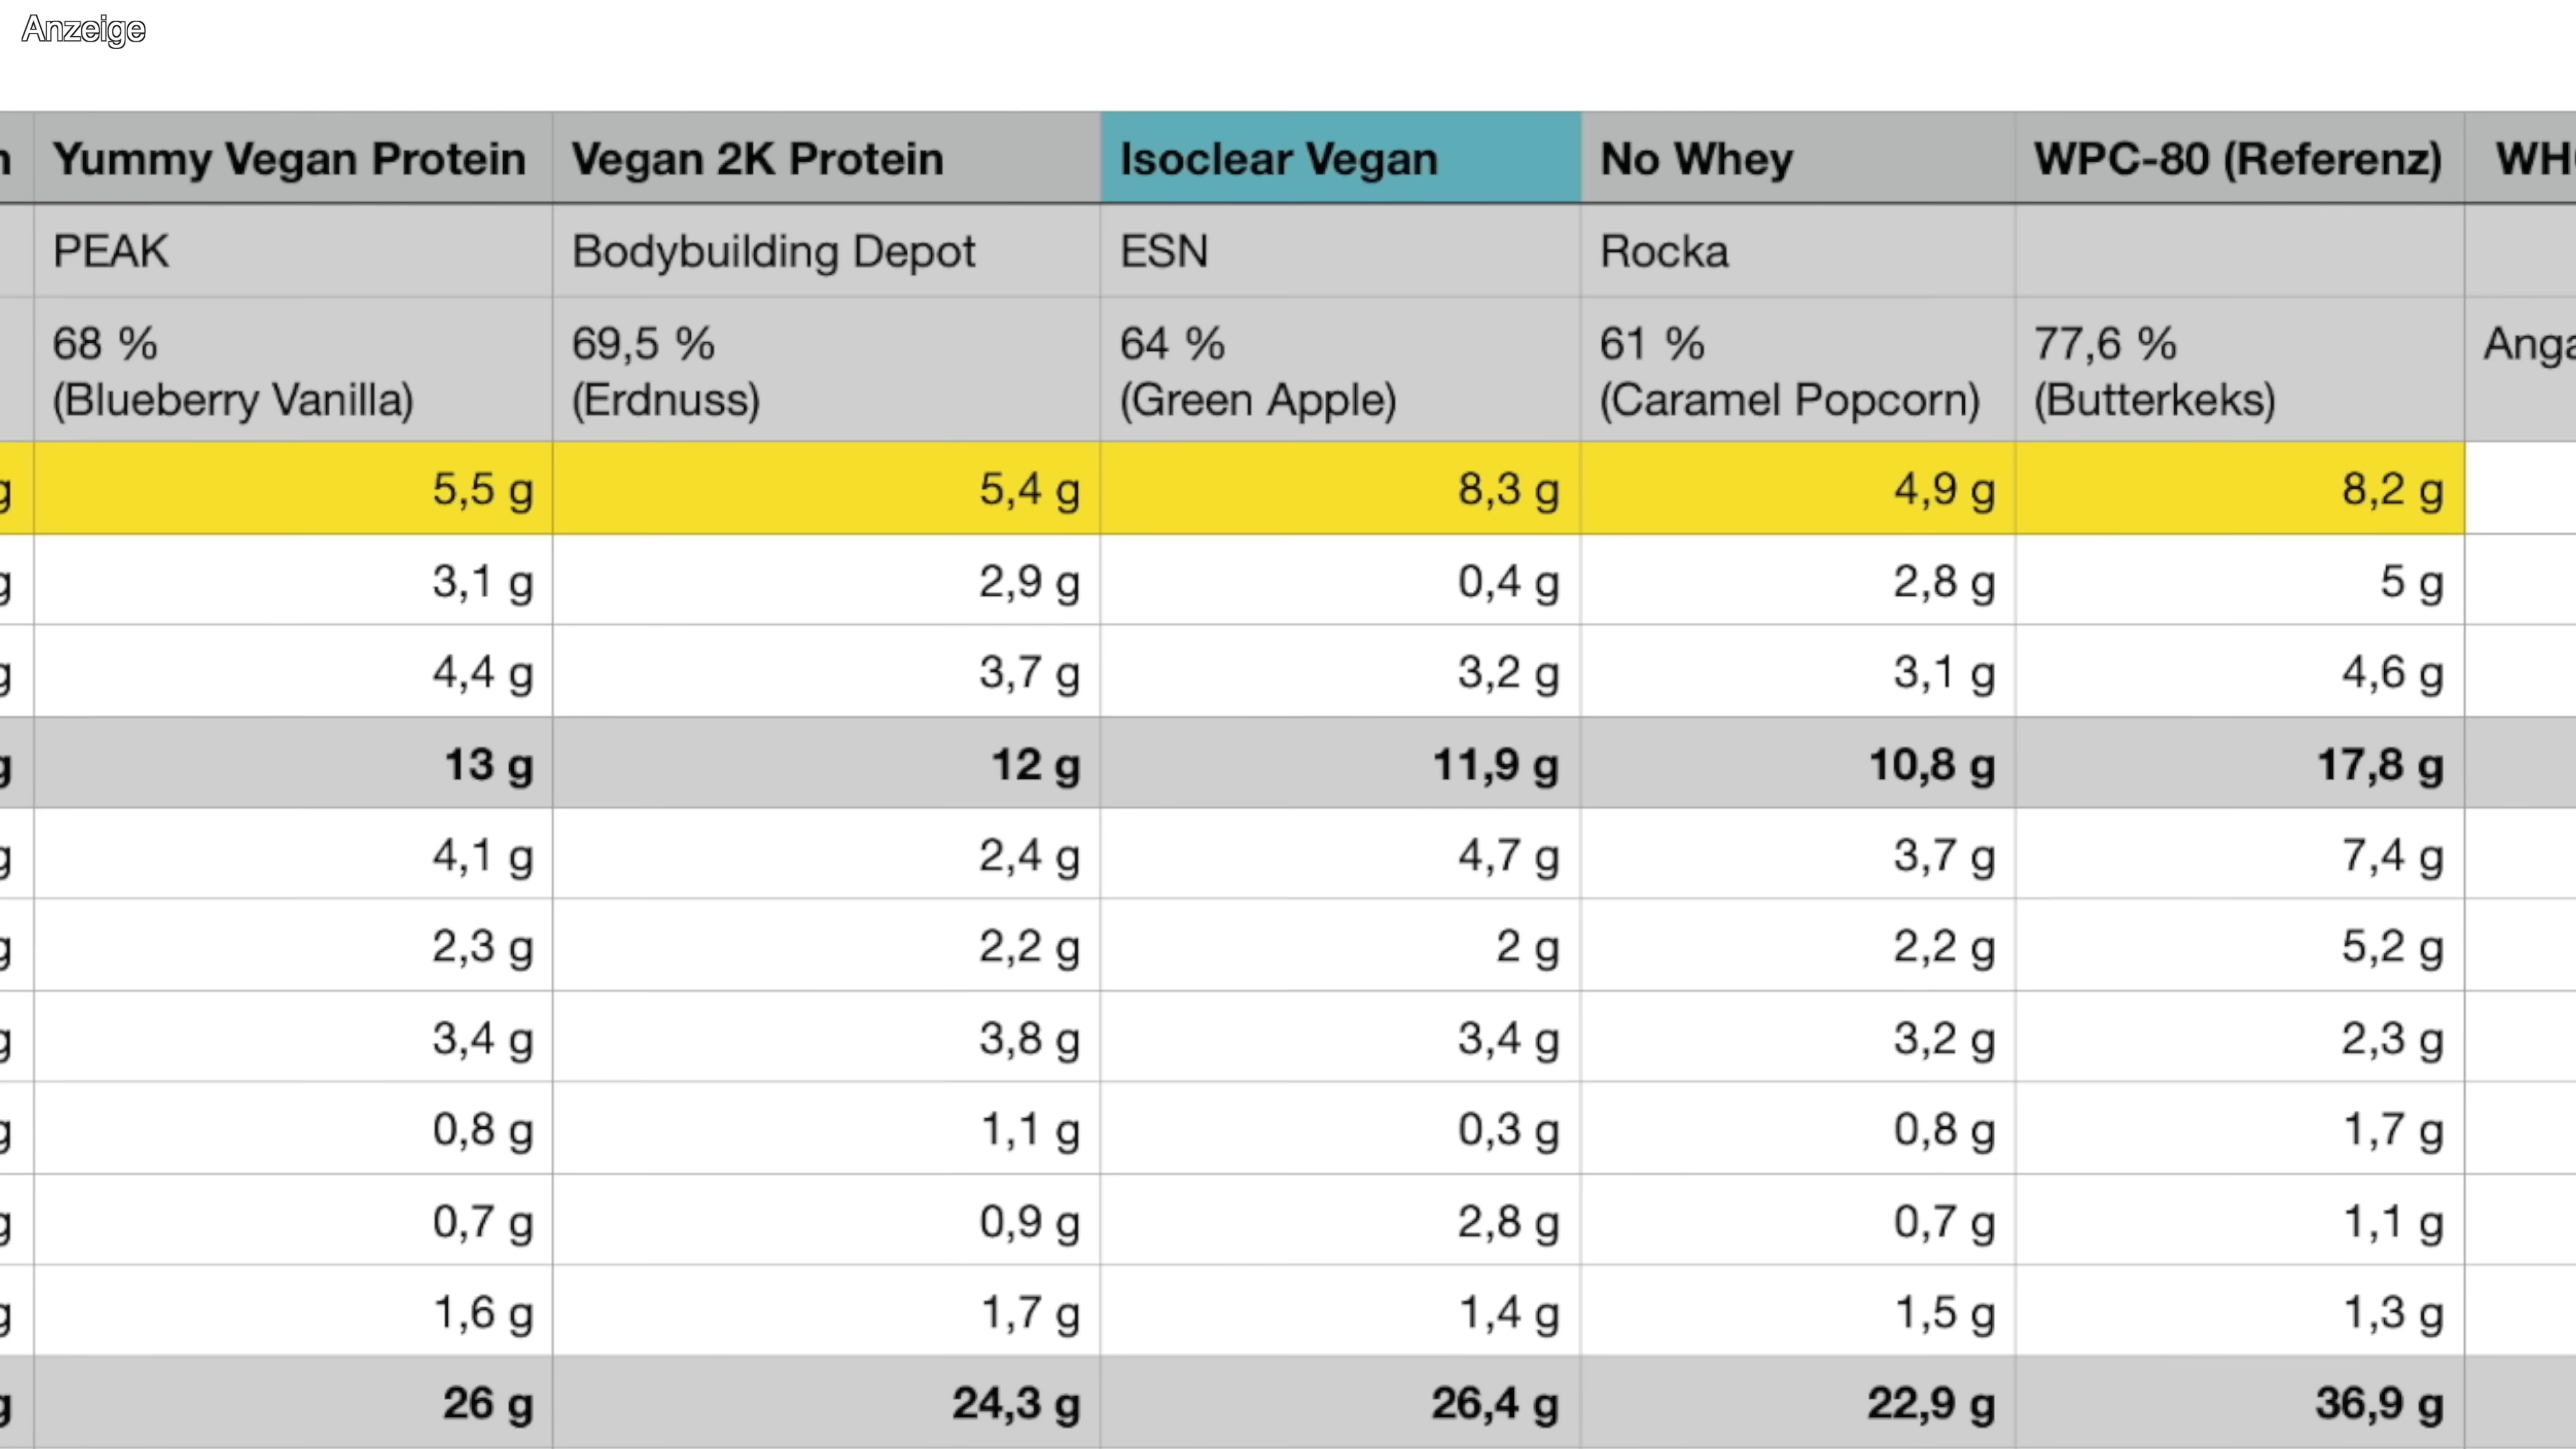 Anzeige
n Yummy Vegan Protein Vegan 2K Protein Isoclear Vegan No Whey WPC-80 (Referenz) WH
PEAK Bodybuilding Depot ESN Rocka
68 % 69,5 % 64 % 61 % 77,6 % Anga
(Blueberry Vanilla) (Erdnuss) (Green Apple) (Caramel Popcorn) (Butterkeks)
g 5,5 g 5,4 g 8,3 g 4,9 g 8,2 g
g 3,1 g 2,9 g 0,4 g 2,8 g 5 g
g 4,4 g 3,7 g 3,2 g 3,1 g 4,6 g
g 13 g 12 g 11,9 g 10,8 g 17,8 g
g 4,1 g 2,4 g 4,7 g 3,7 g 7,4 g
g 2,3 g 2,2 g 2 g 2,2 g 5,2 g
g 3,4 g 3,8 g 3,4 g 3,2 g 2,3 g
g 0,8 g 1,1 g 0,3 g 0,8 g 1,7 g
g 0,7 g 0,9 g 2,8 g 0,7 g 1,1 g
g 1,6 g 1,7 g 1,4 g 1,5 g 1,3 g
g 26 g 24,3 g 26,4 g 22,9 g 36,9 g